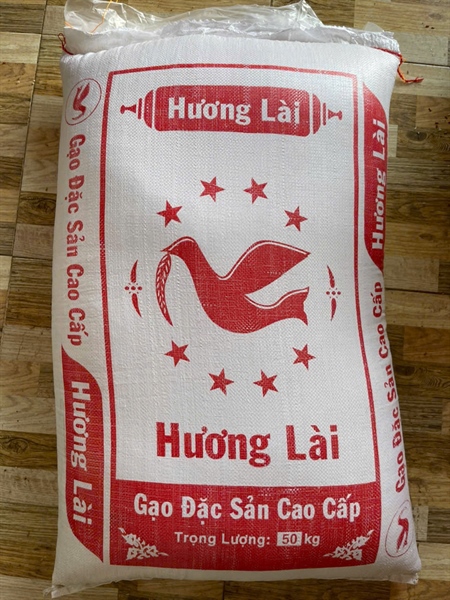 Hương Lài
Hương Lài
Gạo Đặc Sản Cao Cấp
Trọng Lượng: 50 kg
Gạo Đặc Sản Cao Cấp
Hương Lài
Hương Lài
Gạo Đặc Sản Cao Cấp